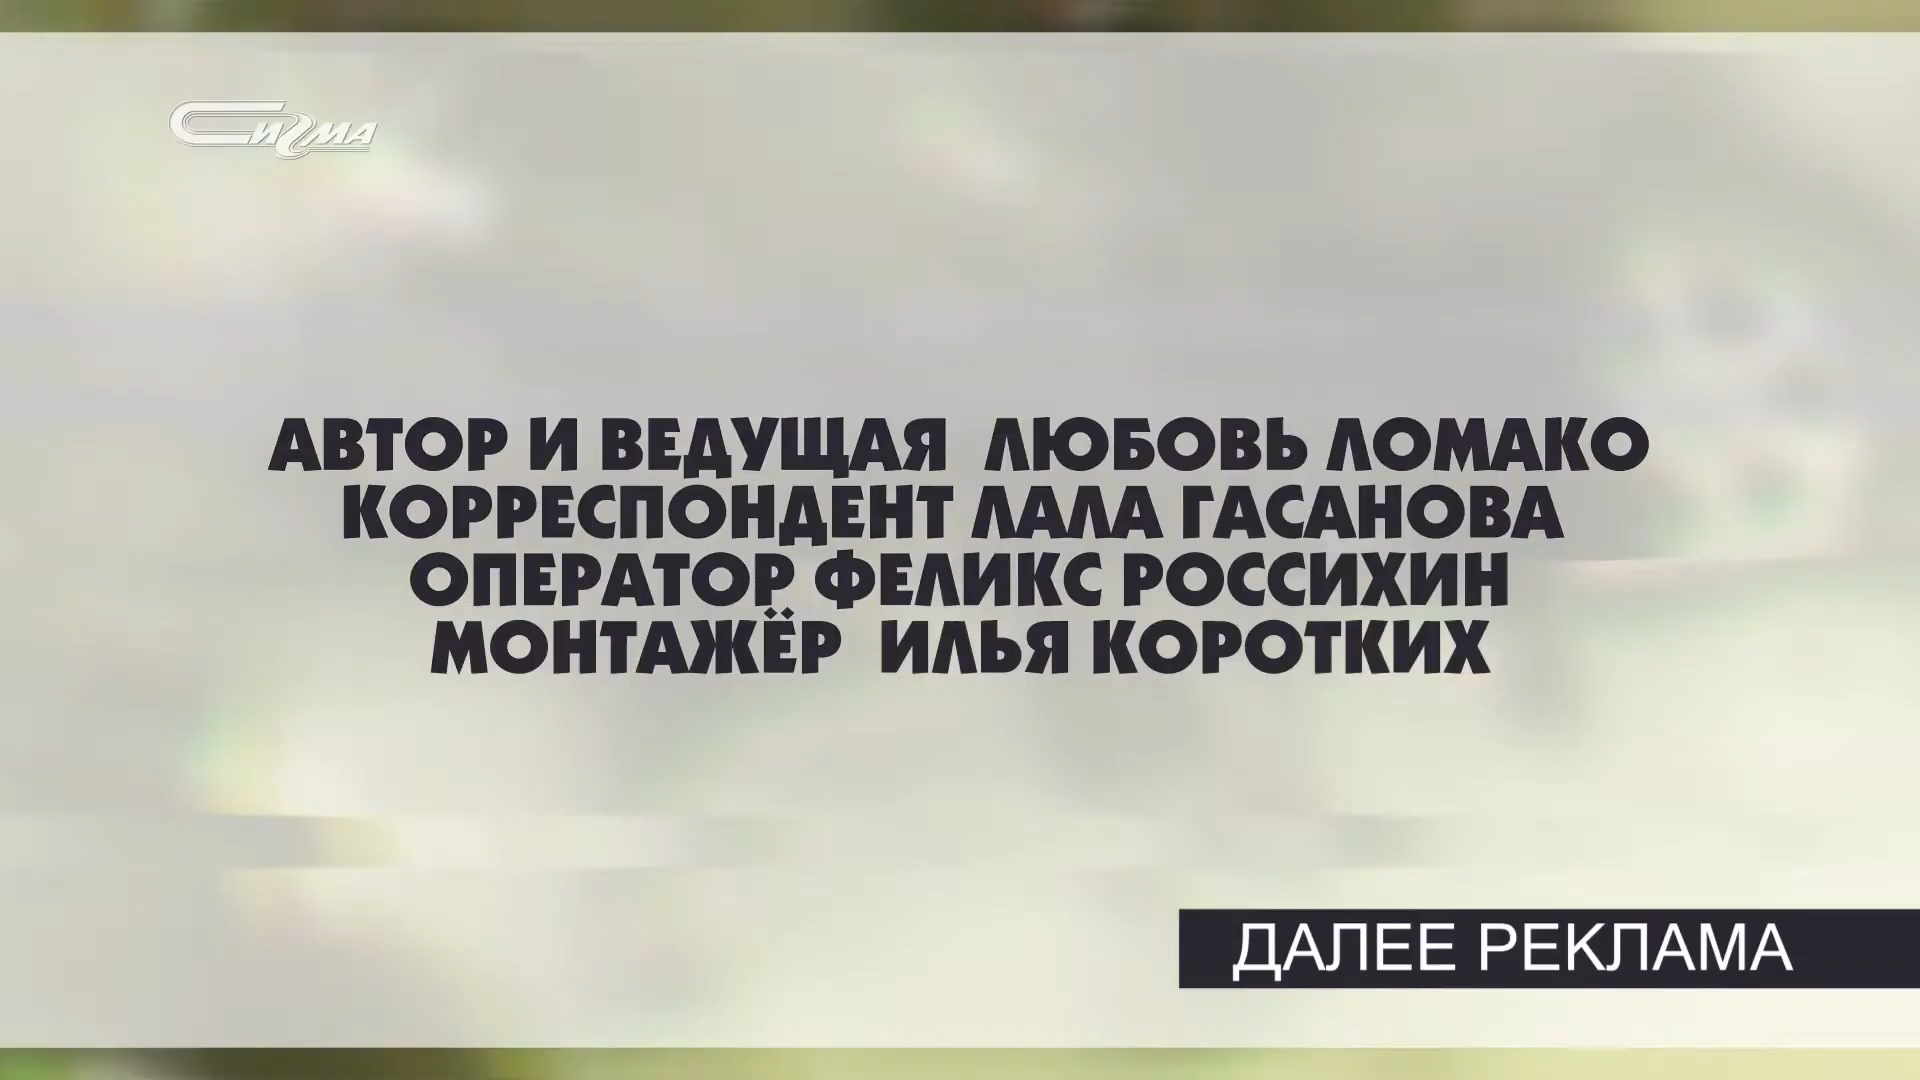 Сигма
АВТОР И ВЕДУЩАЯ ЛЮБОВЬ ЛОМАКО
КОРРЕСПОНДЕНТ ЛАЛА ГАСАНОВА
ОПЕРАТОР ФЕЛИКС РОССИХИН
МОНТАЖЁР ИЛЬЯ КОРОТКИХ
ДАЛЕЕ РЕКЛАМА